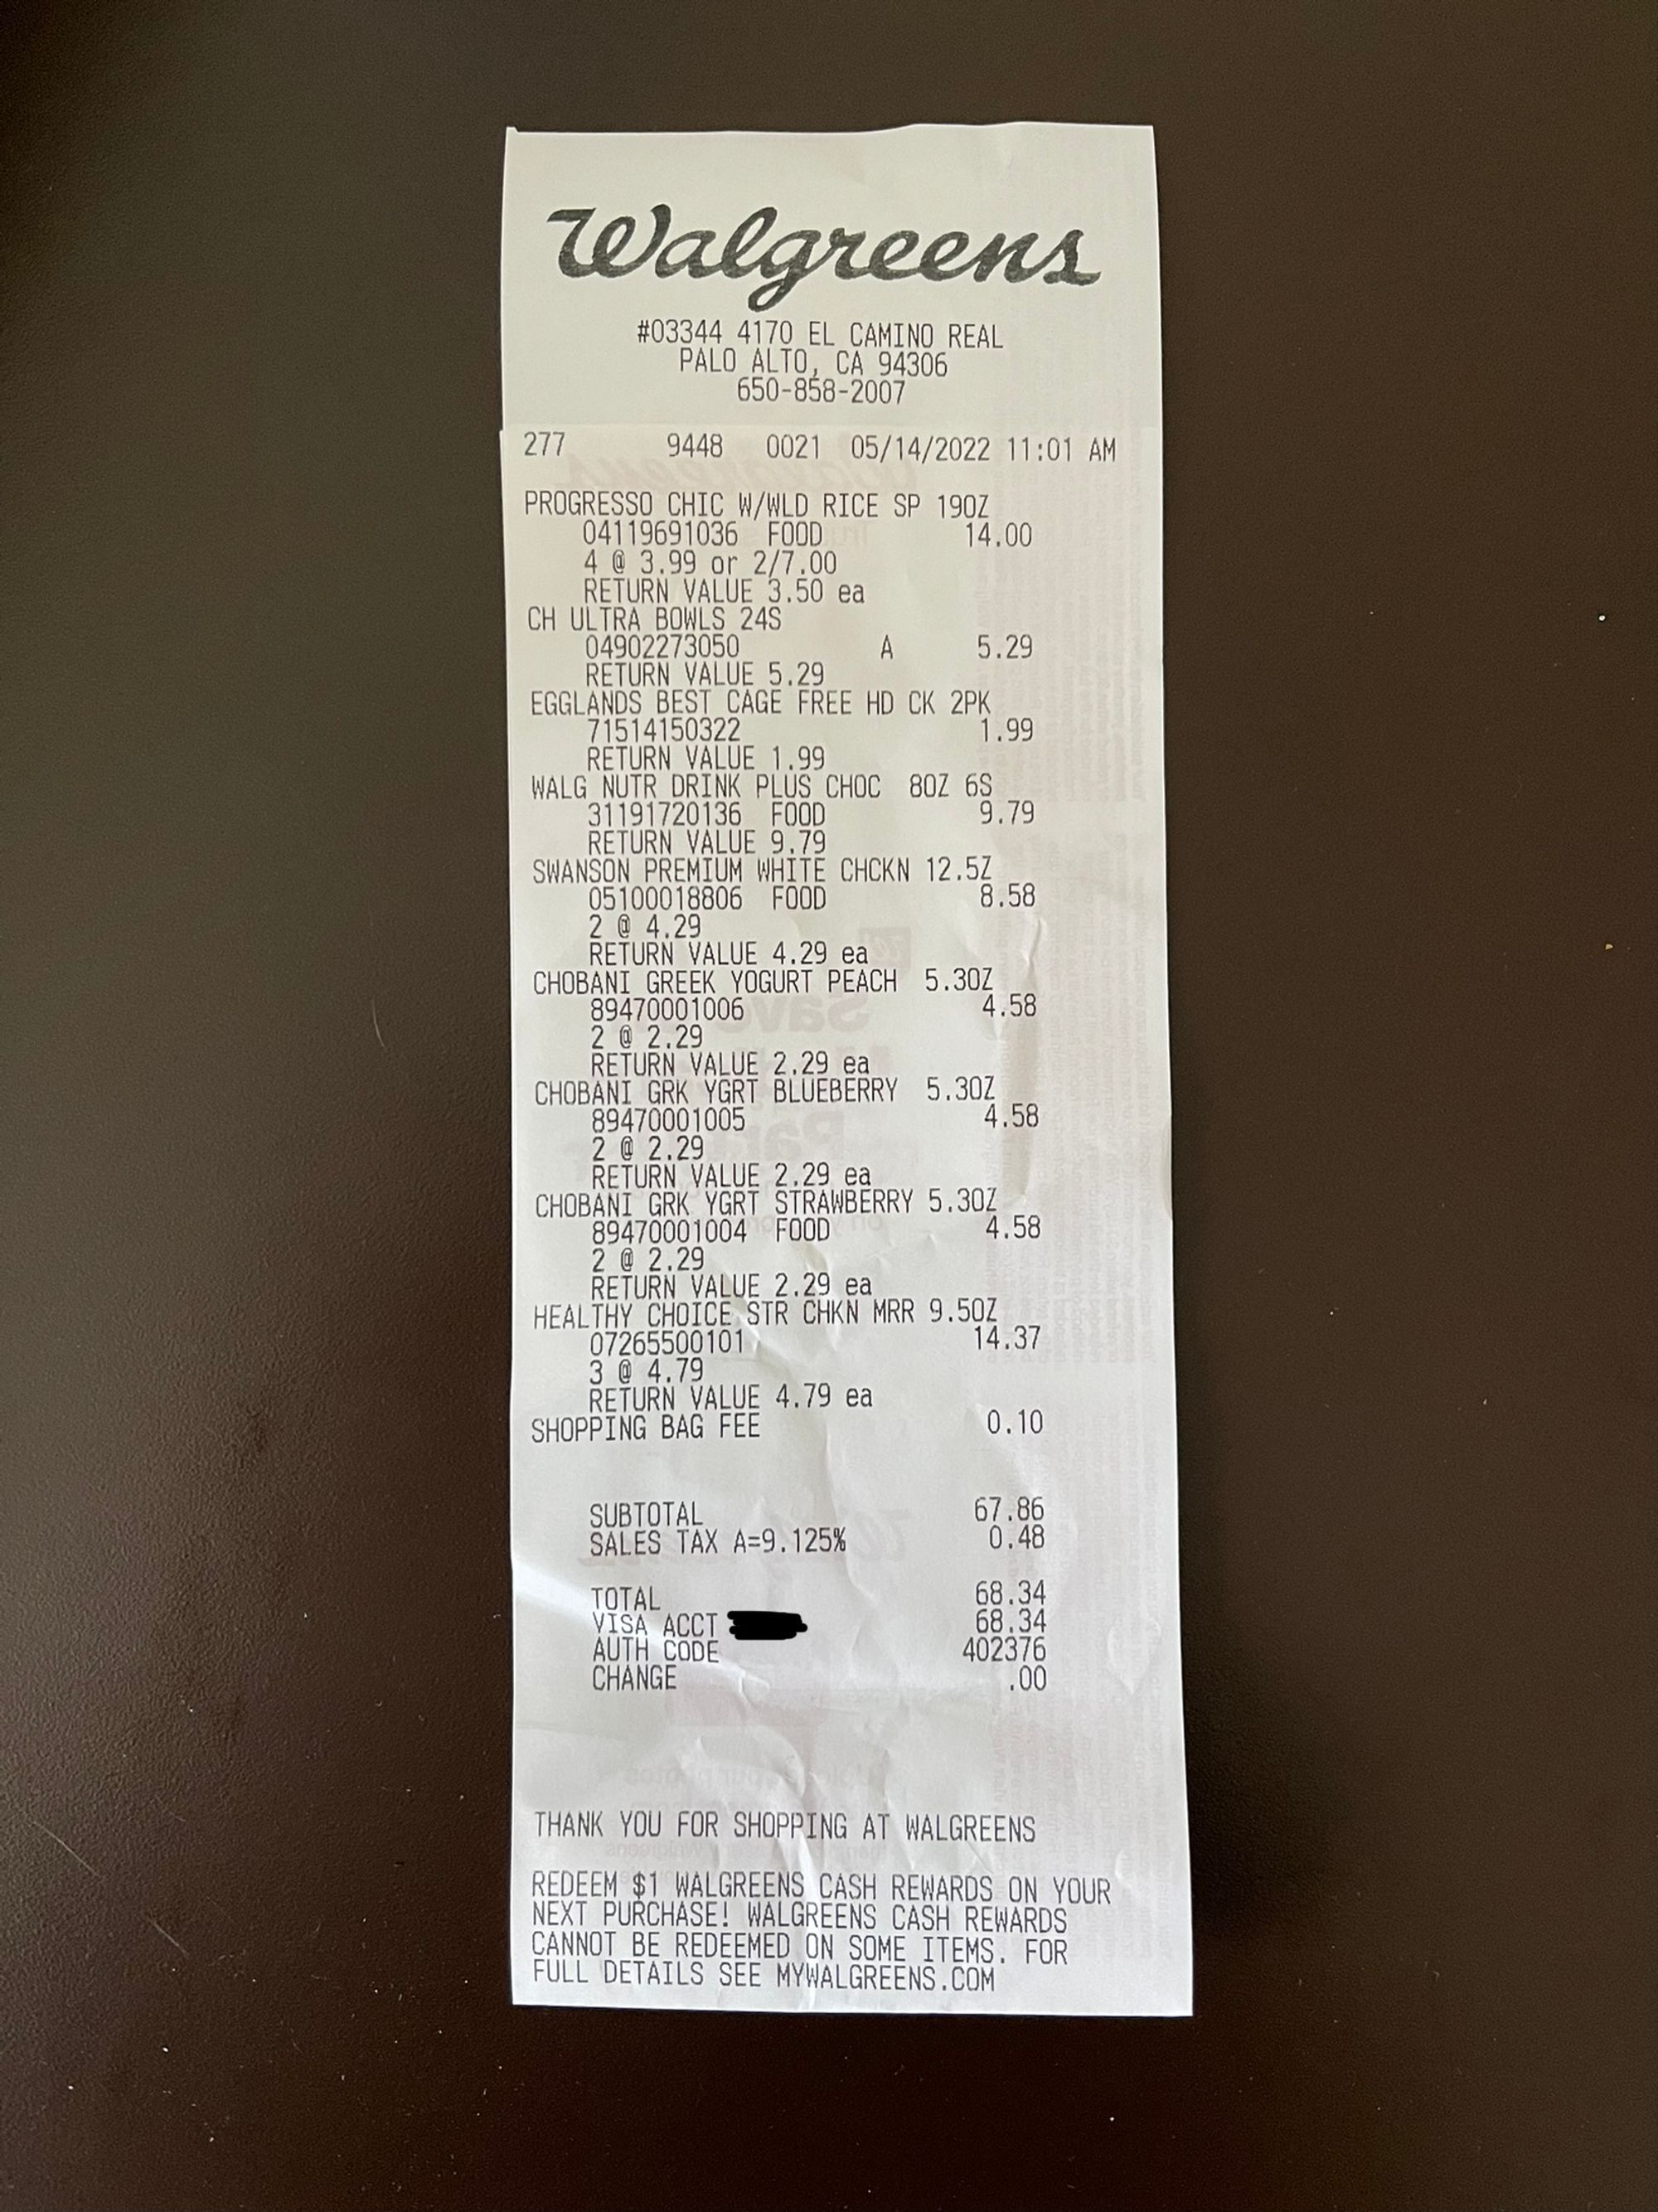 Walgreens
#03344 4170 EL CAMINO REAL
PALO ALTO, CA 94306
650-858-2007
277 9448 0021 05/14/2022 11:01 AM
PROGRESSO CHIC W/WLD RICE SP 19OZ
04119691036 FOOD 14.00
4 @ 3.99 or 2/7.00
RETURN VALUE 3.50 ea
CH ULTRA BOWLS 24S
04902273050 A 5.29
RETURN VALUE 5.29
EGGLANDS BEST CAGE FREE HD CK 2PK
71514150322 1.99
RETURN VALUE 1.99
WALG NUTR DRINK PLUS CHOC 8OZ 6S
31191720136 FOOD 9.79
RETURN VALUE 9.79
SWANSON PREMIUM WHITE CHCKN 12.5Z
05100018806 FOOD 8.58
2 @ 4.29
RETURN VALUE 4.29 ea
CHOBANI GREEK YOGURT PEACH 5.3OZ
89470001006 4.58
2 @ 2.29
RETURN VALUE 2.29 ea
CHOBANI GRK YGRT BLUEBERRY 5.3OZ
89470001005 4.58
2 @ 2.29
RETURN VALUE 2.29 ea
CHOBANI GRK YGRT STRAWBERRY 5.3OZ
89470001004 FOOD 4.58
2 @ 2.29
RETURN VALUE 2.29 ea
HEALTHY CHOICE STR CHKN MRR 9.5OZ
07265500101 14.37
3 @ 4.79
RETURN VALUE 4.79 ea
SHOPPING BAG FEE 0.10
SUBTOTAL 67.86
SALES TAX A=9.125% 0.48
TOTAL 68.34
VISA ACCT 68.34
AUTH CODE 402376
CHANGE .00
THANK YOU FOR SHOPPING AT WALGREENS
REDEEM $1 WALGREENS CASH REWARDS ON YOUR
NEXT PURCHASE! WALGREENS CASH REWARDS
CANNOT BE REDEEMED ON SOME ITEMS. FOR
FULL DETAILS SEE MYWALGREENS.COM